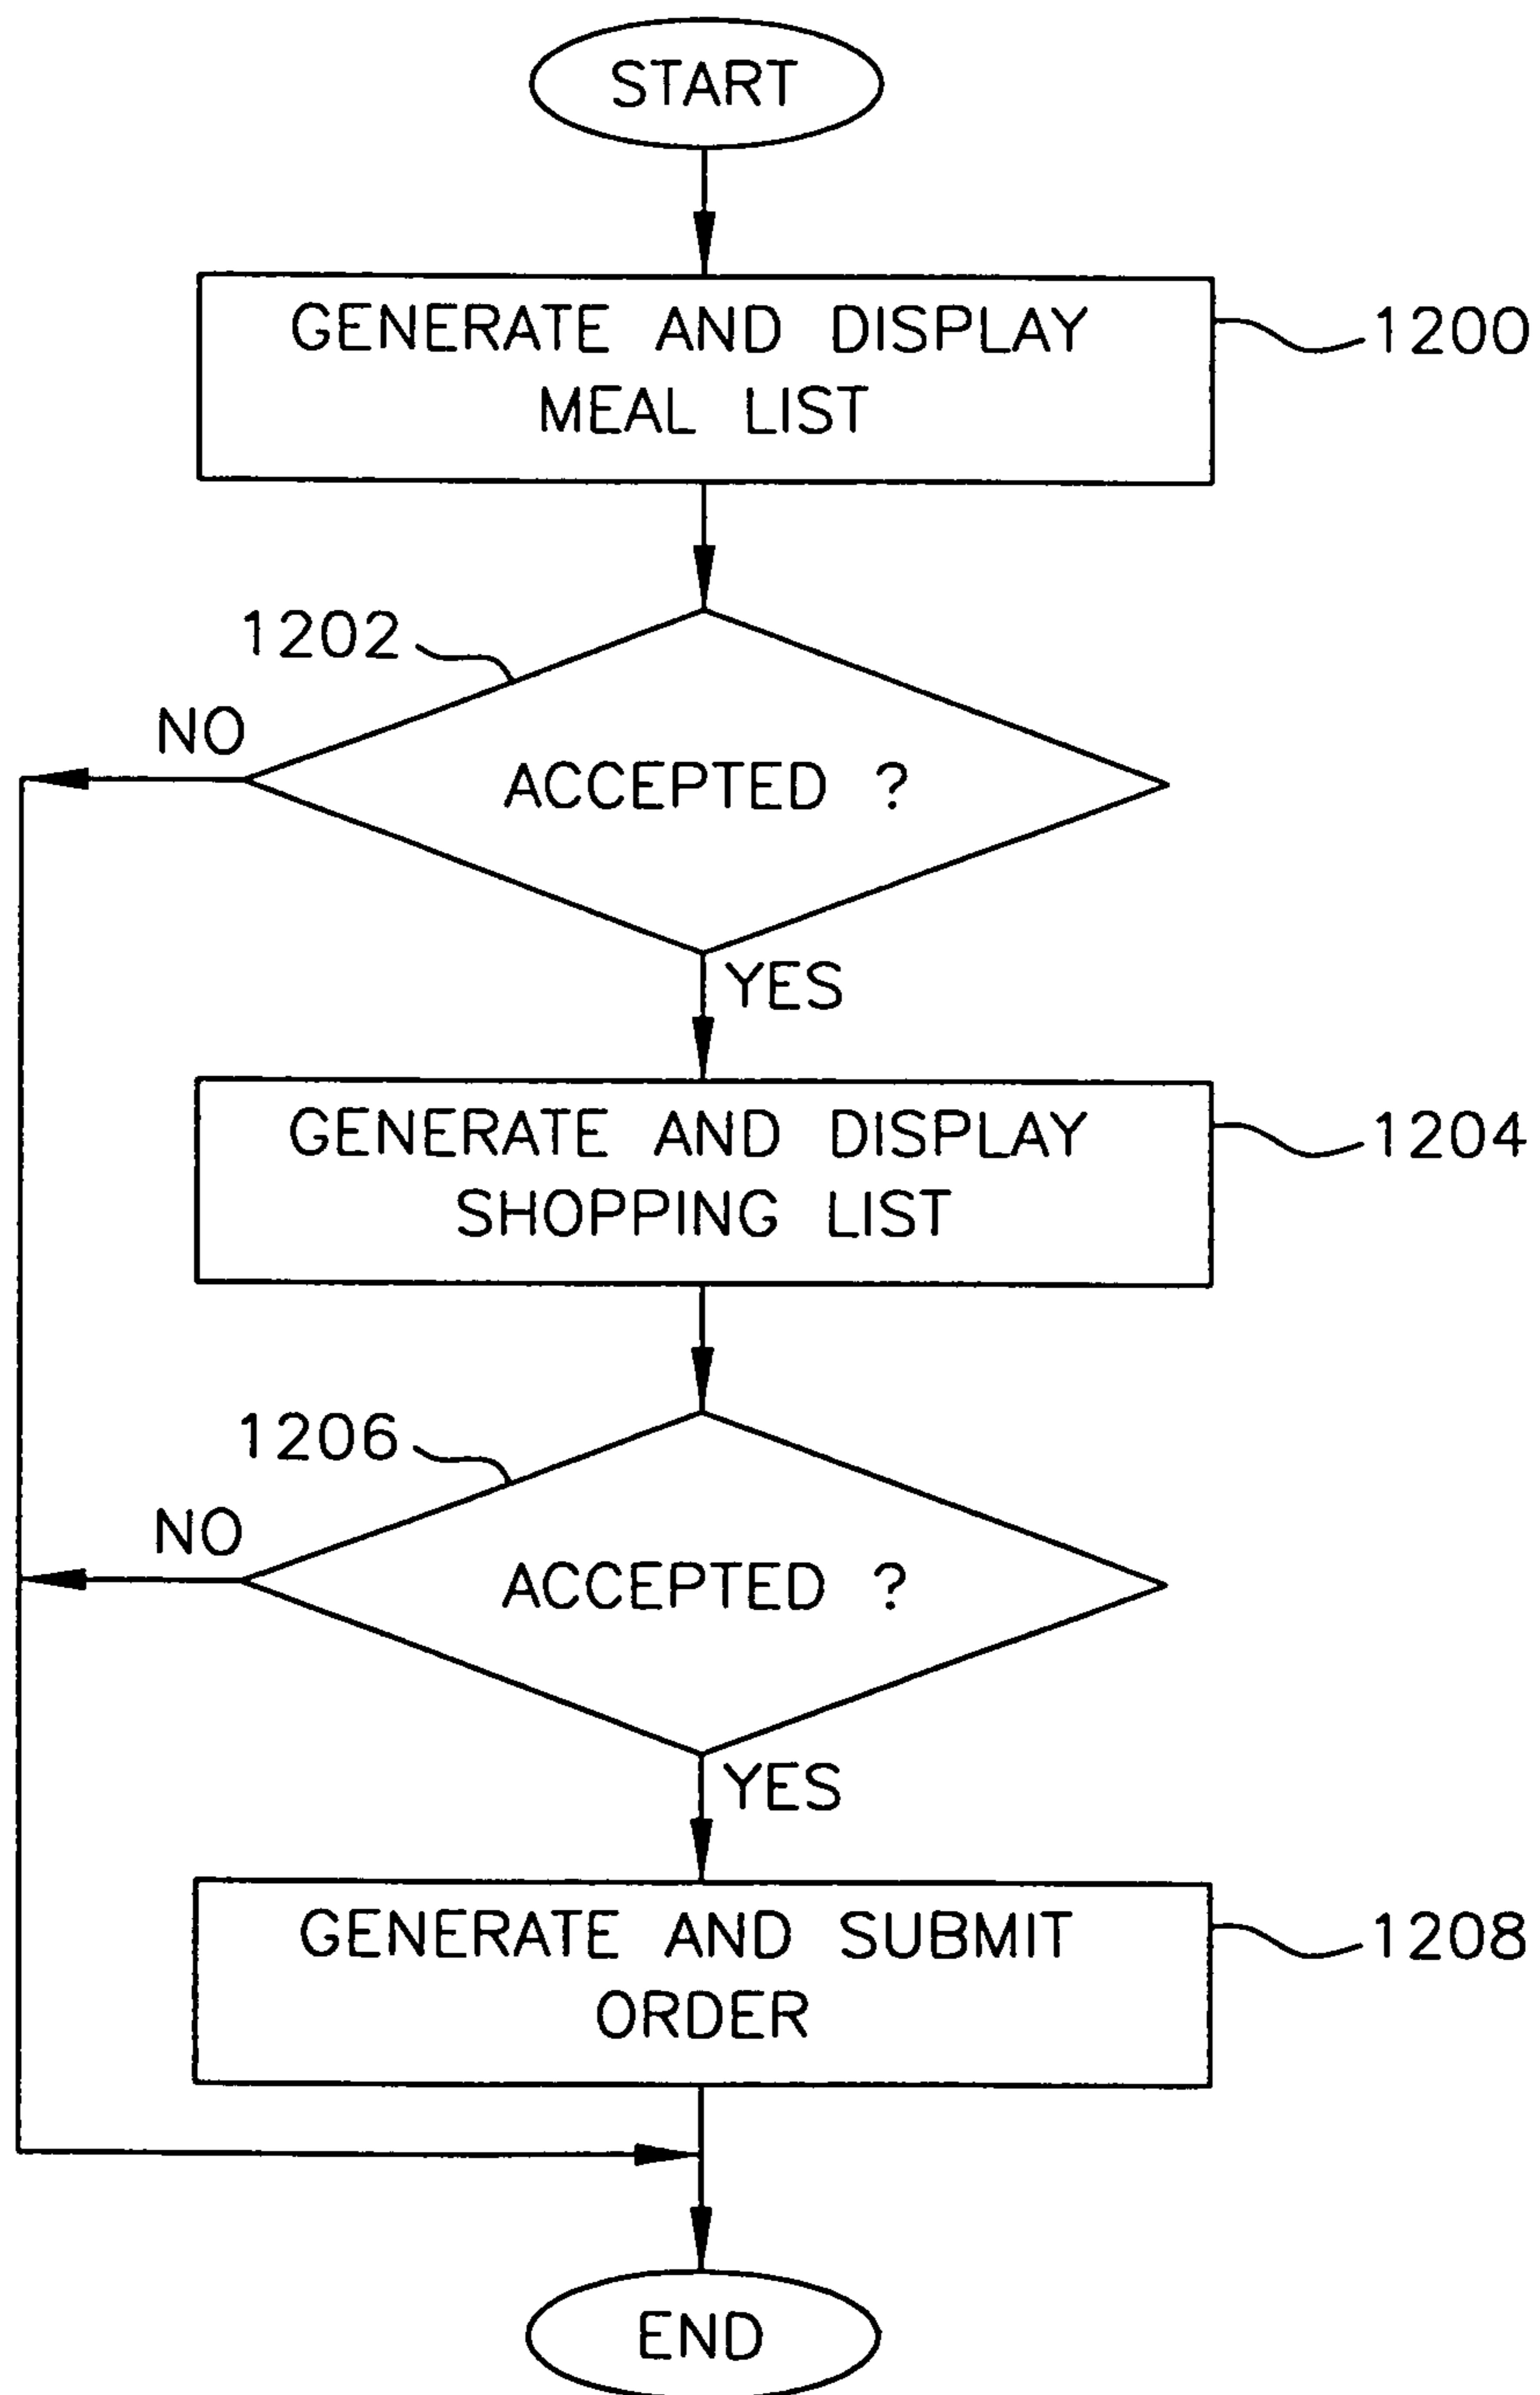 START
GENERATE AND DISPLAY
MEAL LIST
1200
1202
NO
ACCEPTED ?
YES
GENERATE AND DISPLAY
SHOPPING LIST
1204
1206
NO
ACCEPTED ?
YES
GENERATE AND SUBMIT
ORDER
1208
END